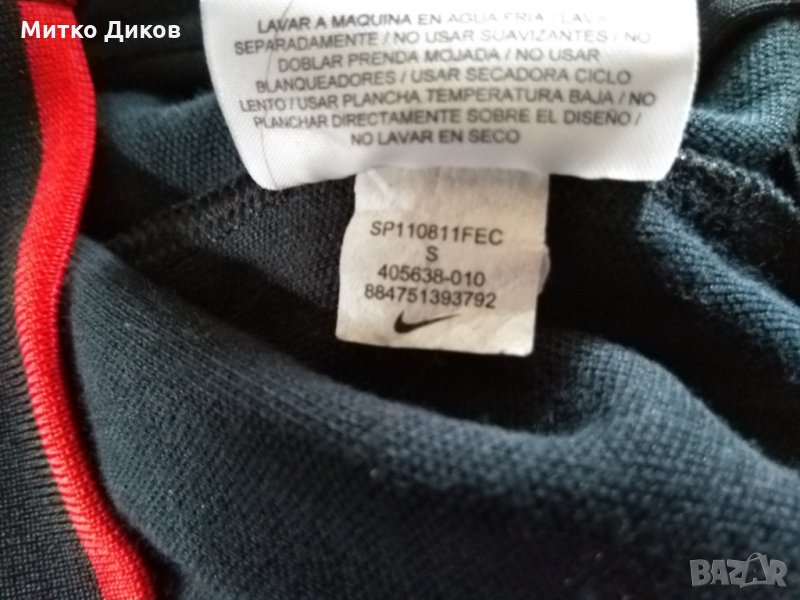 Митко Диков
LAVAR A MAQUINA EN AGUA FRIA / LAVAR
SEPARADAMENTE / NO USAR SUAVIZANTES / NO
DOBLAR PRENDA MOJADA / NO USAR
BLANQUEADORES / USAR SECADORA CICLO
LENTO / USAR PLANCHA TEMPERATURA BAJA / NO
PLANCHAR DIRECTAMENTE SOBRE EL DISEÑO /
NO LAVAR EN SECO
SP110811FEC
S
405638-010
884751393792
BAZAR